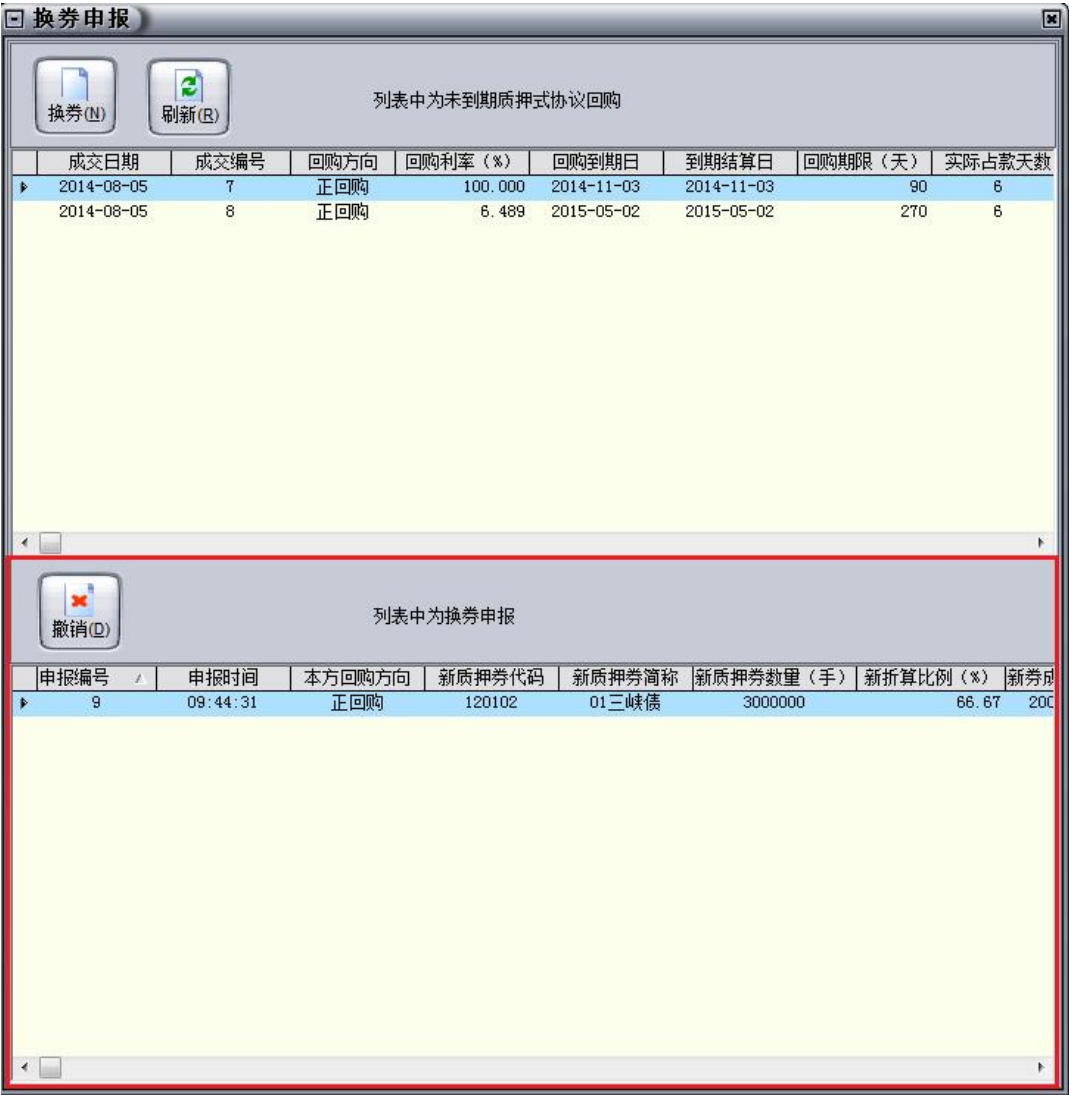 换券申报
换券(N) 刷新(R) 列表中为未到期质押式协议回购
成交日期 成交编号 回购方向 回购利率（%） 回购到期日 到期结算日 回购期限（天） 实际占款天数
2014-08-05 7 正回购 100.000 2014-11-03 2014-11-03 90 6
2014-08-05 8 正回购 6.489 2015-05-02 2015-05-02 270 6
撤销(D) 列表中为换券申报
申报编号 申报时间 本方回购方向 新质押券代码 新质押券简称 新质押券数量（手） 新折算比例（%） 新券成
9 09:44:31 正回购 120102 01三峡债 3000000 66.67 200